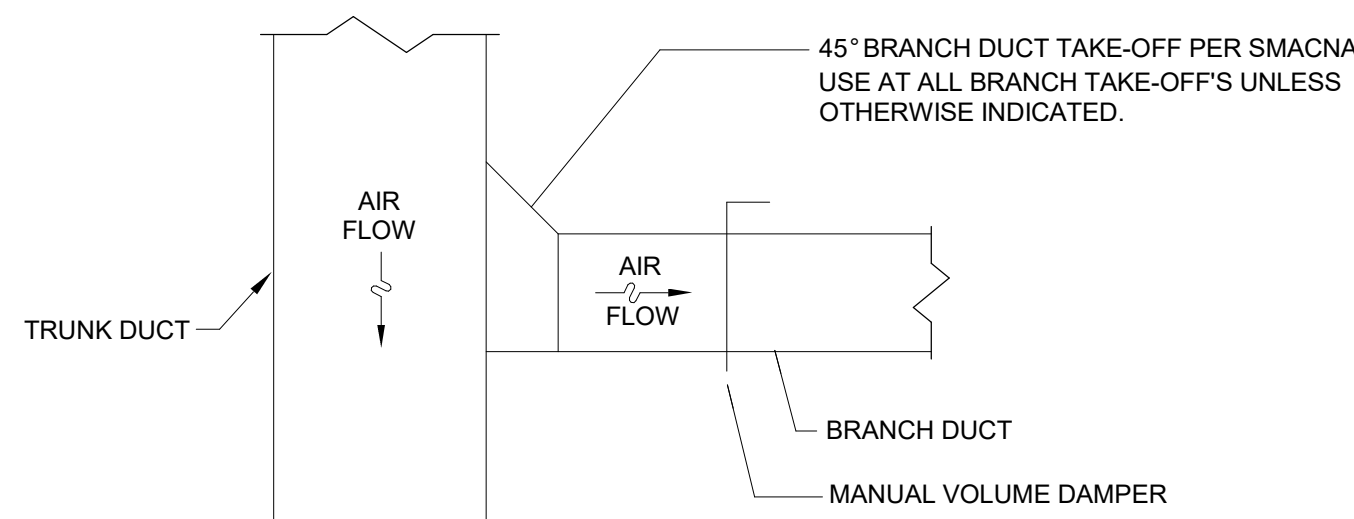 45° BRANCH DUCT TAKE-OFF PER SMACNA
USE AT ALL BRANCH TAKE-OFF'S UNLESS
OTHERWISE INDICATED.
AIR
FLOW
AIR
FLOW
TRUNK DUCT
BRANCH DUCT
MANUAL VOLUME DAMPER